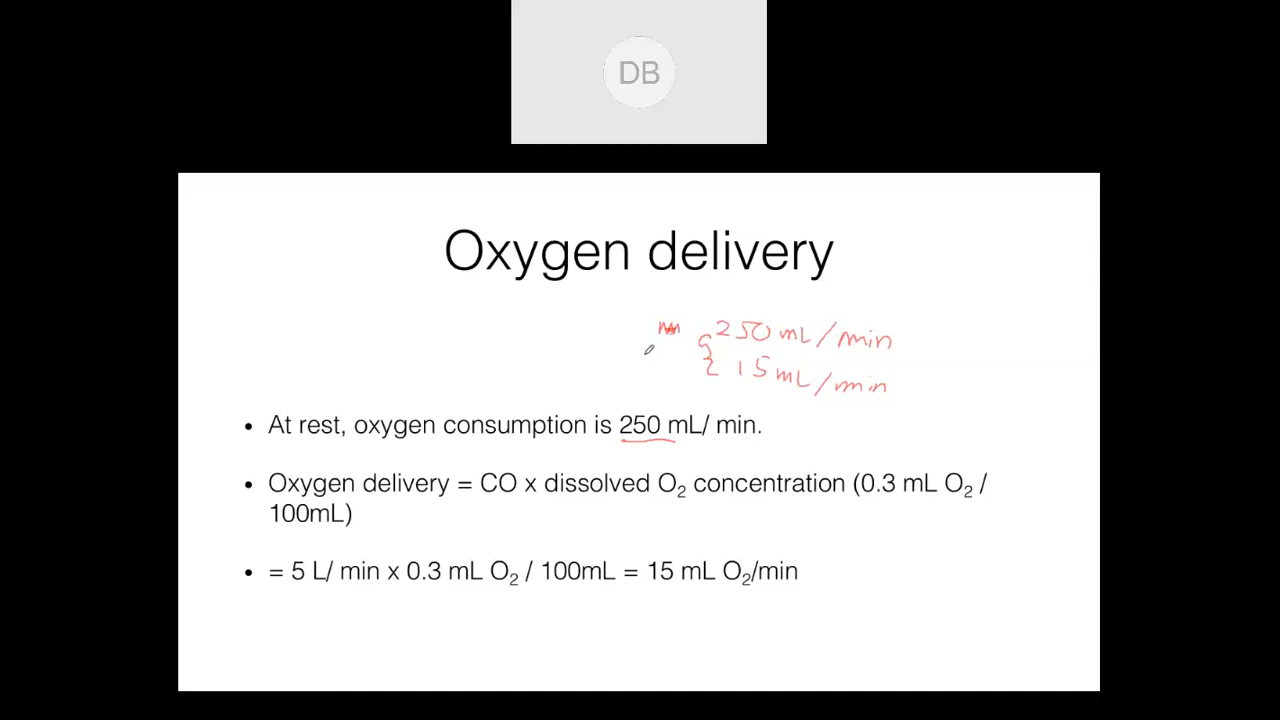 DB
Oxygen delivery
250 mL/min
15 mL/min
• At rest, oxygen consumption is 250 mL/ min.
• Oxygen delivery = CO x dissolved O₂ concentration (0.3 mL O₂ /
100mL)
• = 5 L/ min x 0.3 mL O₂ / 100mL = 15 mL O₂/min